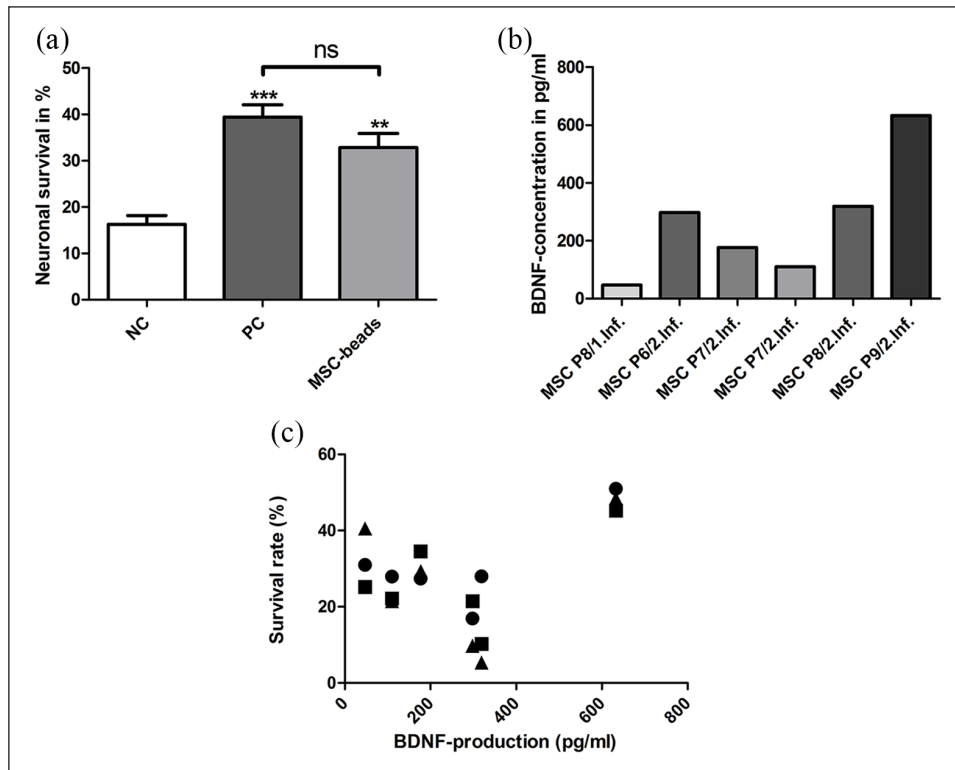 (a)
ns
***
**
Neuronal survival in %
50
40
30
20
10
0
NC
PC
MSC-beads
(b)
BDNF-concentration in pg/ml
800
600
400
200
0
MSC P8/1.Inf.
MSC P6/2.Inf.
MSC P7/2.Inf.
MSC P7/2.Inf.
MSC P8/2.Inf.
MSC P9/2.Inf.
(c)
Survival rate (%)
60
40
20
0
0
200
400
600
800
BDNF-production (pg/ml)